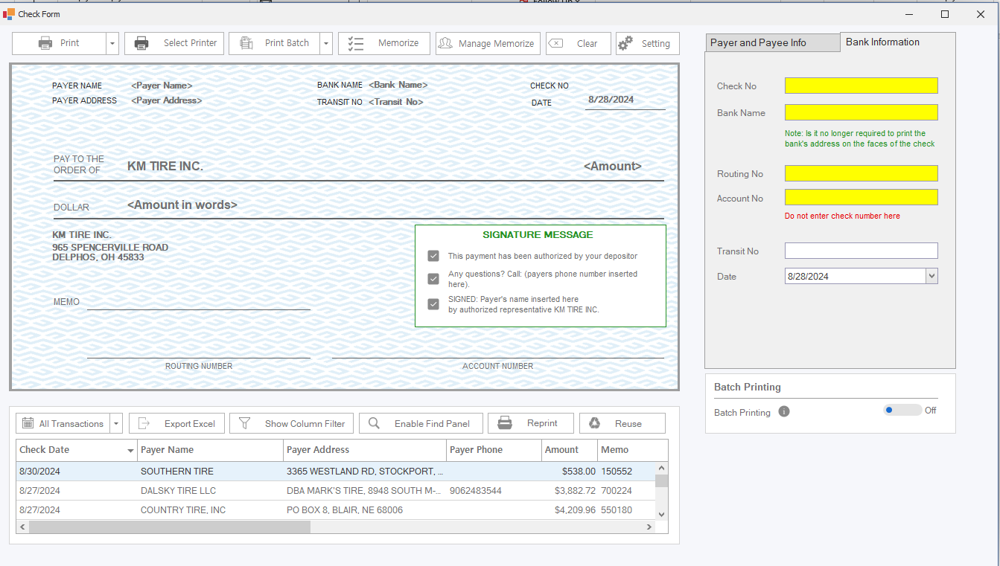 Check Form
Print
Select Printer
Print Batch
Memorize
Manage Memorize
Clear
Setting
PAYER NAME <Payer Name> BANK NAME <Bank Name> CHECK NO
PAYER ADDRESS <Payer Address> TRANSIT NO <Transit No> DATE 8/28/2024
PAY TO THE
ORDER OF KM TIRE INC. <Amount>
DOLLAR <Amount in words>
KM TIRE INC.
965 SPENCERVILLE ROAD
DELPHOS, OH 45833
SIGNATURE MESSAGE
This payment has been authorized by your depositor
Any questions? Call: (payers phone number inserted
here).
SIGNED: Payer's name inserted here
by authorized representative KM TIRE INC.
MEMO
ROUTING NUMBER ACCOUNT NUMBER
Payer and Payee Info Bank Information
Check No
Bank Name
Note: Is it no longer required to print the
bank's address on the faces of the check
Routing No
Account No
Do not enter check number here
Transit No
Date 8/28/2024
Batch Printing
Batch Printing Off
All Transactions
Export Excel
Show Column Filter
Enable Find Panel
Reprint
Reuse
Check Date Payer Name Payer Address Payer Phone Amount Memo
8/30/2024 SOUTHERN TIRE 3365 WESTLAND RD, STOCKPORT, ... $538.00 150552
8/27/2024 DALSKY TIRE LLC DBA MARK'S TIRE, 8948 SOUTH M-... 9062483544 $3,882.72 700224
8/27/2024 COUNTRY TIRE, INC PO BOX 8, BLAIR, NE 68006 $4,209.96 550180